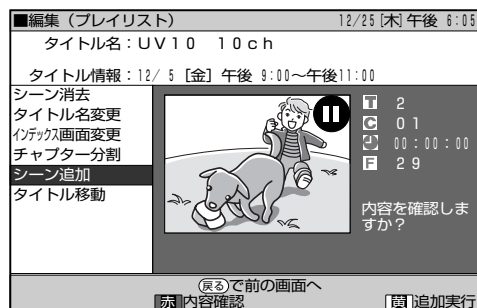 ■編集（プレイリスト） 12/25[木]午後 6:05
タイトル名：UV10 10ch
タイトル情報：12/ 5 [金] 午後 9:00～午後11:00
シーン消去
タイトル名変更
インデックス画面変更
チャプター分割
シーン追加
タイトル移動
T 2
C 01
00:00:00
F 29
内容を確認しま
すか？
戻るで前の画面へ
赤 内容確認 黄 追加実行